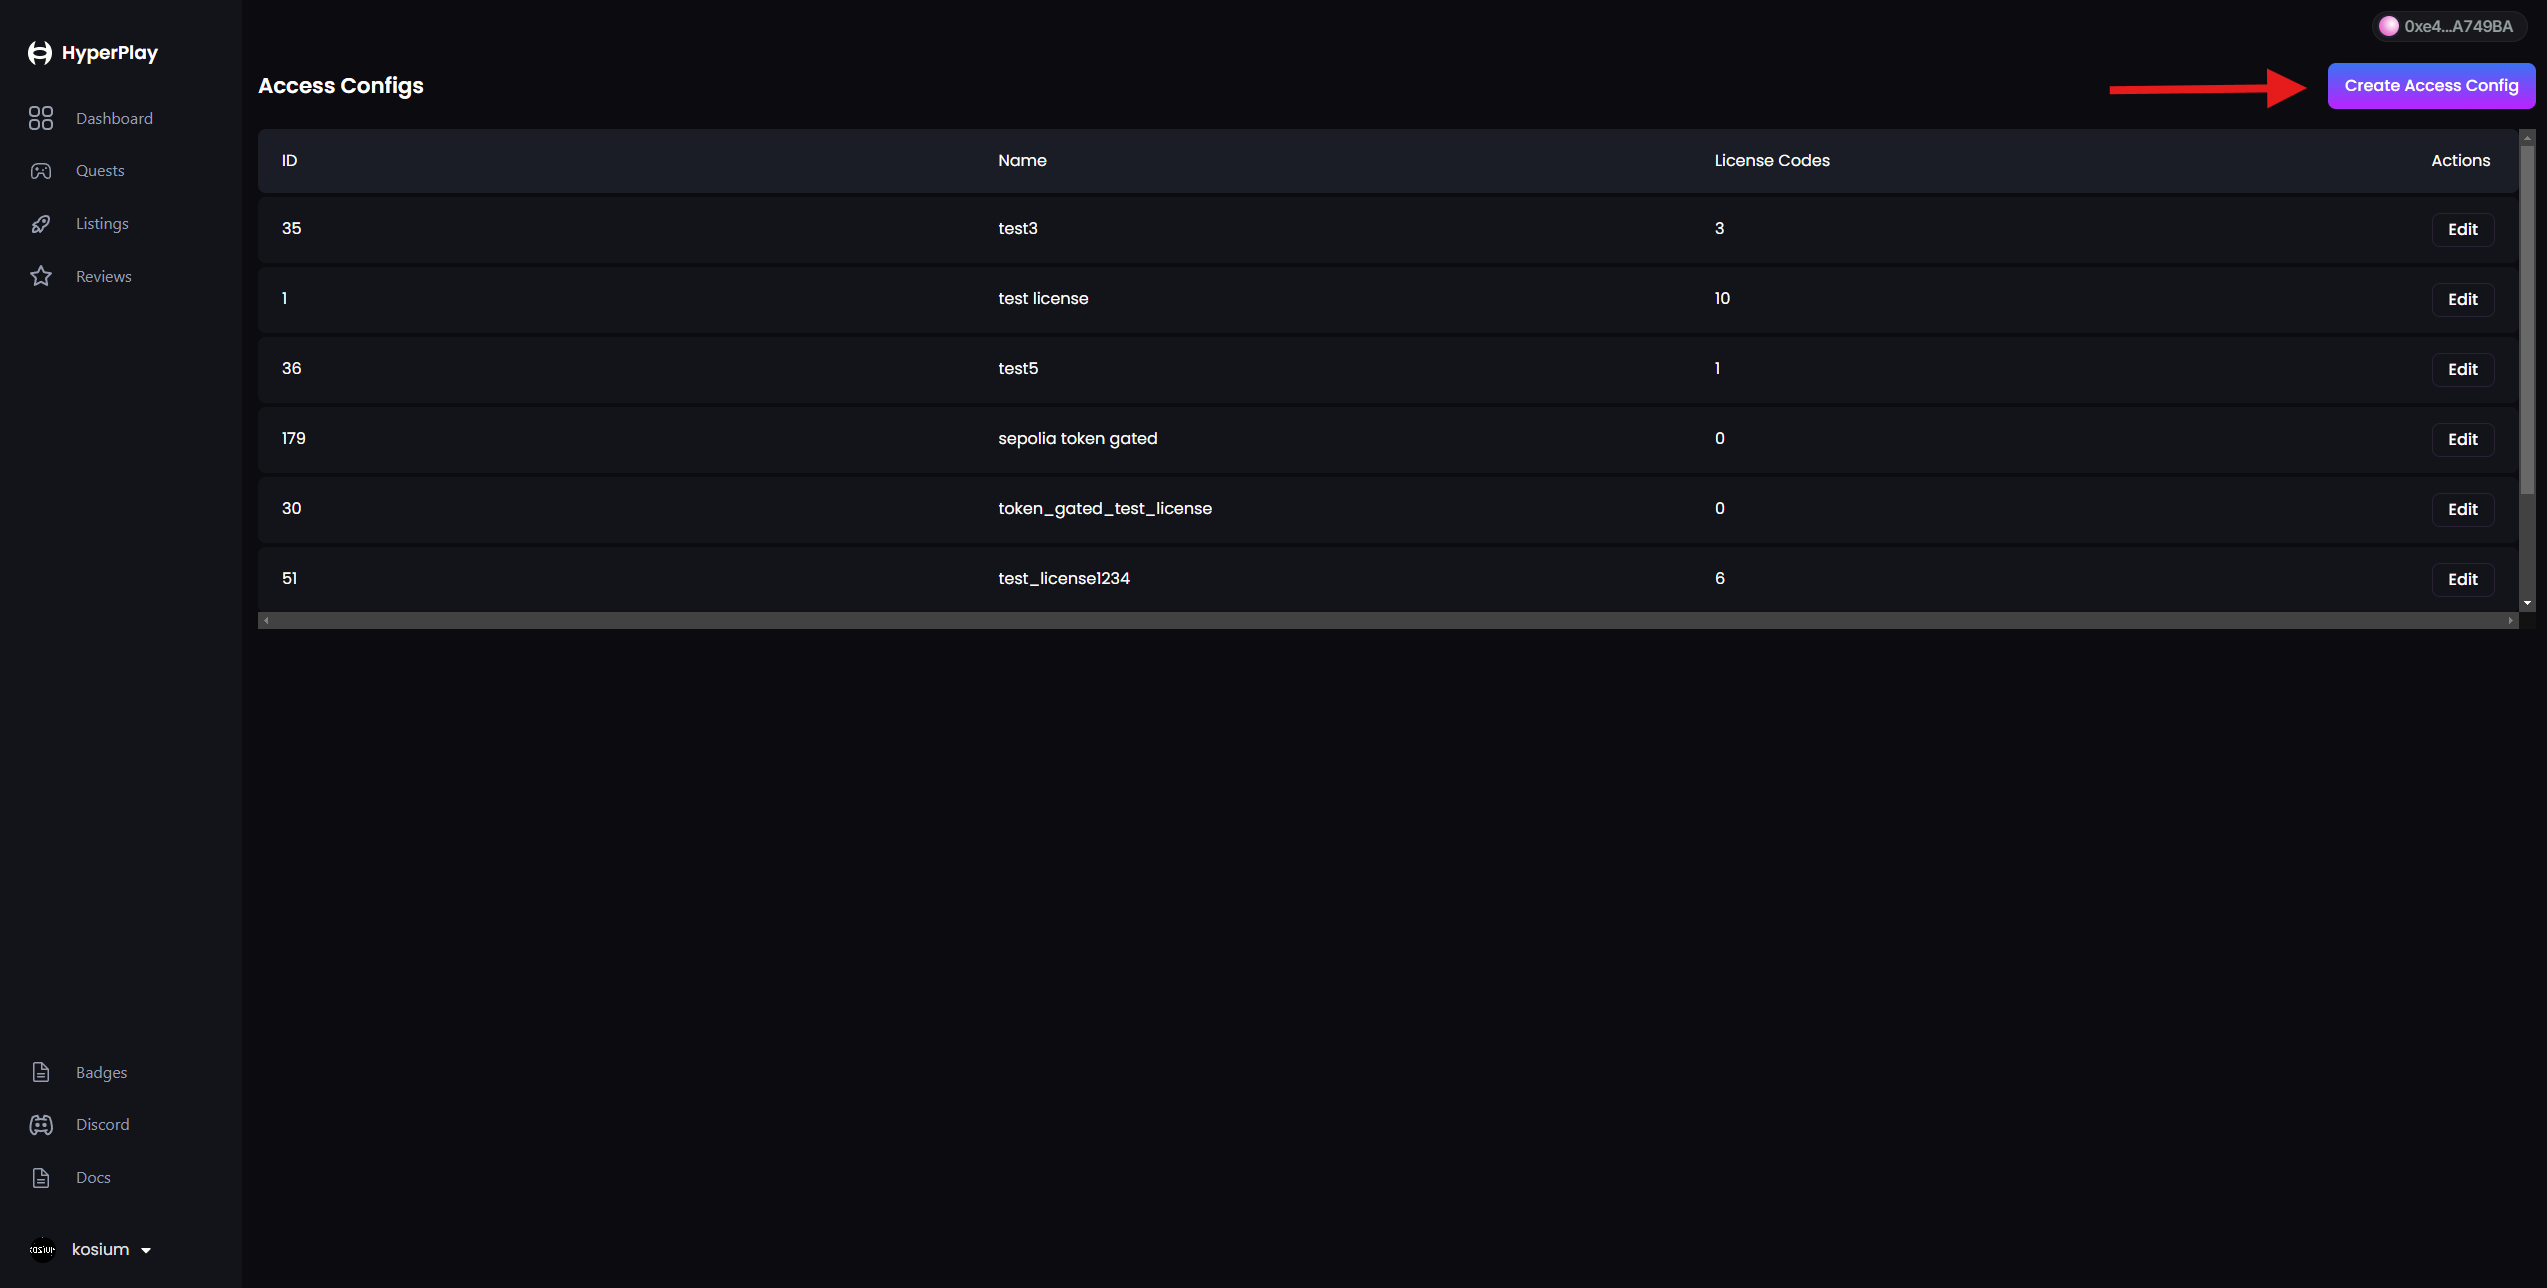 HyperPlay
Dashboard
Quests
Listings
Reviews
Badges
Discord
Docs
kosium
0xe4...A749BA
Access Configs
Create Access Config
ID Name License Codes Actions
35 test3 3 Edit
1 test license 10 Edit
36 test5 1 Edit
179 sepolia token gated 0 Edit
30 token_gated_test_license 0 Edit
51 test_license1234 6 Edit